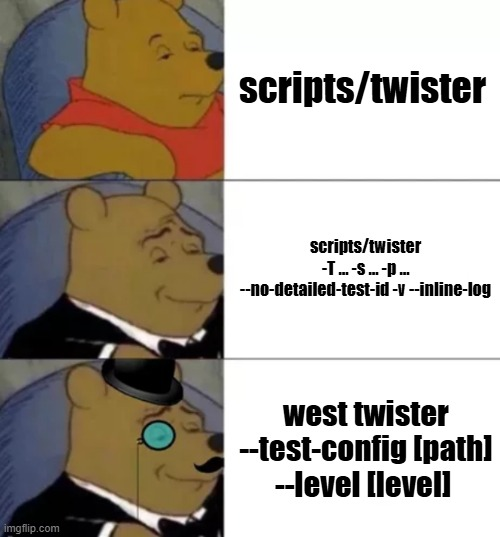 scripts/twister
scripts/twister
-T ... -s ... -p ...
--no-detailed-test-id -v --inline-log
west twister
--test-config [path]
--level [level]
imgflip.com